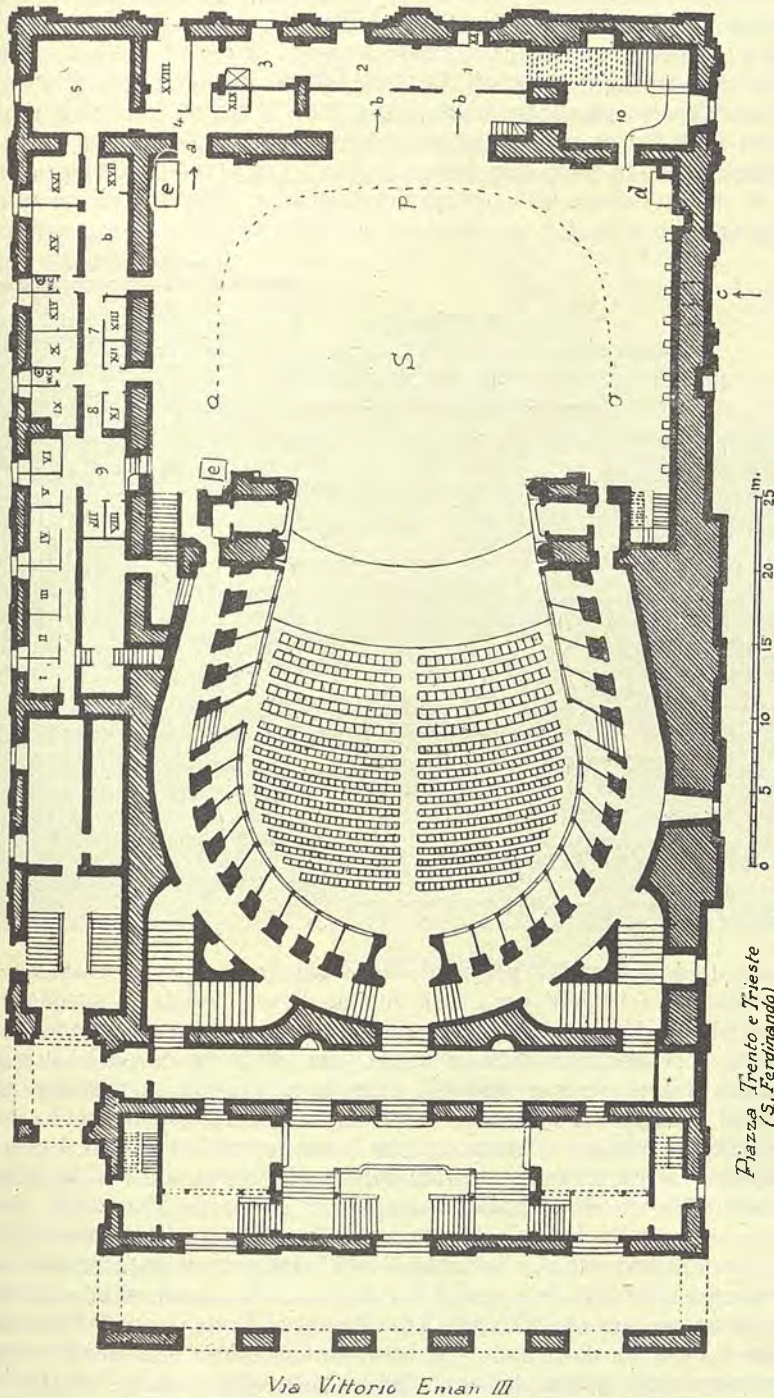 5
XVIII
3
2
XX
1
XIX
4
b
b
10
a
e
XVI
XVII
d
P
XV
b
c
w.c.
XIV
XIII
7
S
X
XII
w.c.
IX
8
XI
VI
e
V
9
VIII
IV
III
II
I
0 5 10 15 20 25 m.
Piazza Trento e Trieste
(S. Ferdinando)
Via Vittorio Eman III